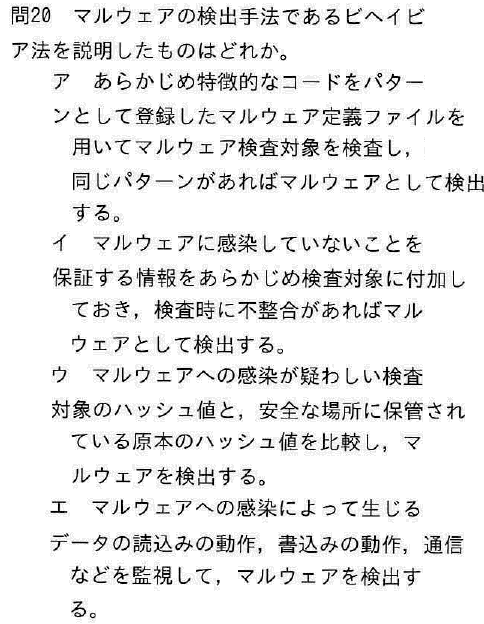 問20　マルウェアの検出手法であるビヘイビ
ア法を説明したものはどれか。
ア　あらかじめ特徴的なコードをパター
ンとして登録したマルウェア定義ファイルを
用いてマルウェア検査対象を検査し，
同じパターンがあればマルウェアとして検出
する。
イ　マルウェアに感染していないことを
保証する情報をあらかじめ検査対象に付加し
ておき，検査時に不整合があればマル
ウェアとして検出する。
ウ　マルウェアへの感染が疑わしい検査
対象のハッシュ値と，安全な場所に保管され
ている原本のハッシュ値を比較し，マ
ルウェアを検出する。
エ　マルウェアへの感染によって生じる
データの読込みの動作，書込みの動作，通信
などを監視して，マルウェアを検出す
る。